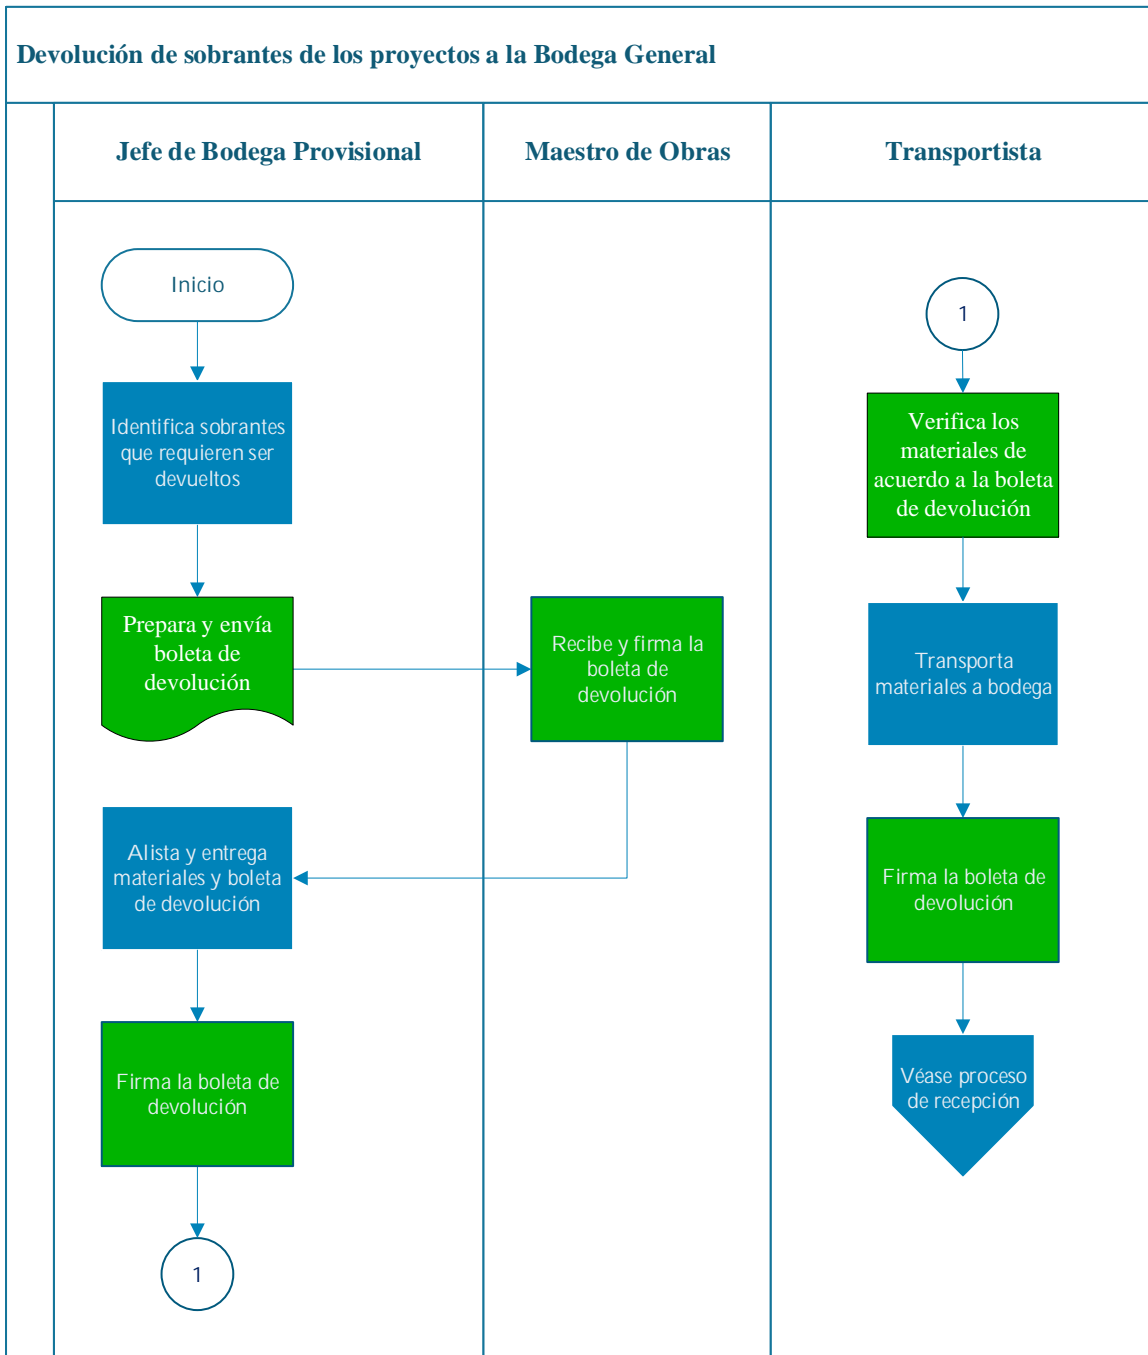 Devolución de sobrantes de los proyectos a la Bodega General
Jefe de Bodega Provisional
Maestro de Obras
Transportista
Inicio
Identifica sobrantes
que requieren ser
devueltos
Prepara y envía
boleta de
devolución
Recibe y firma la
boleta de
devolución
Alista y entrega
materiales y boleta
de devolución
Firma la boleta de
devolución
1
1
Verifica los
materiales de
acuerdo a la boleta
de devolución
Transporta
materiales a bodega
Firma la boleta de
devolución
Véase proceso
de recepción